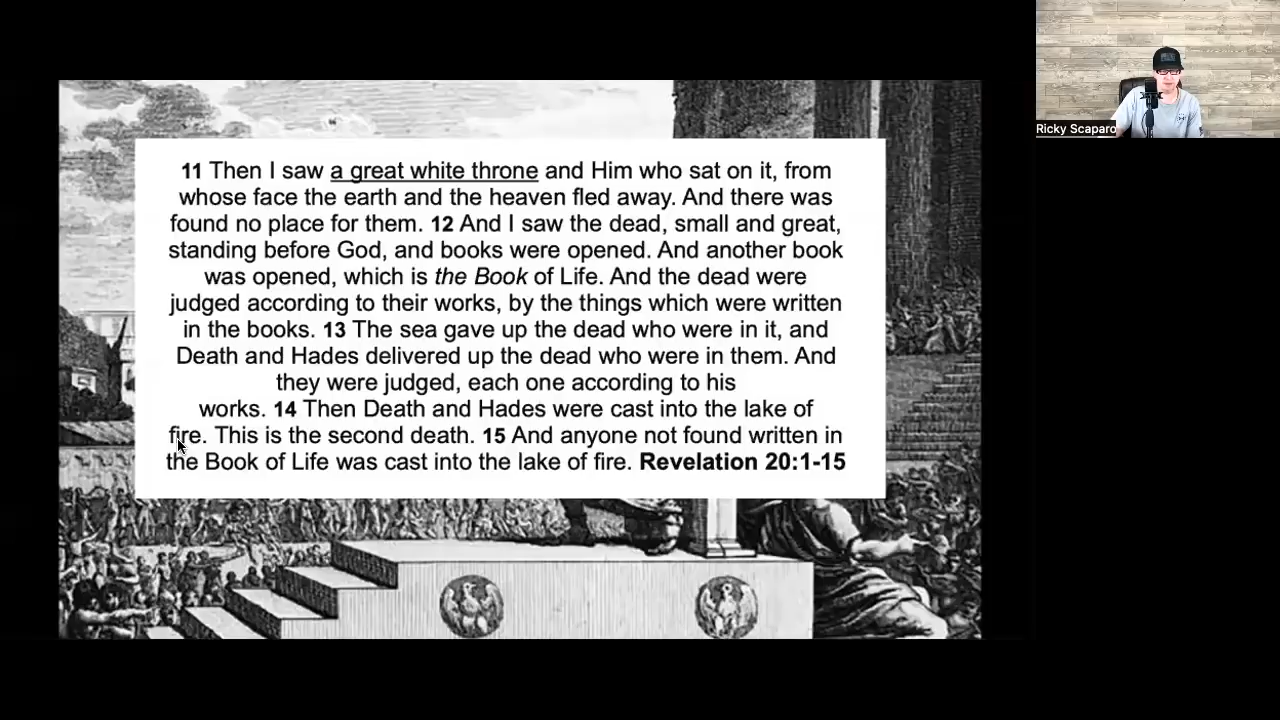 11 Then I saw a great white throne and Him who sat on it, from
whose face the earth and the heaven fled away. And there was
found no place for them. 12 And I saw the dead, small and great,
standing before God, and books were opened. And another book
was opened, which is the Book of Life. And the dead were
judged according to their works, by the things which were written
in the books. 13 The sea gave up the dead who were in it, and
Death and Hades delivered up the dead who were in them. And
they were judged, each one according to his
works. 14 Then Death and Hades were cast into the lake of
fire. This is the second death. 15 And anyone not found written in
the Book of Life was cast into the lake of fire. Revelation 20:1-15
Ricky Scaparo